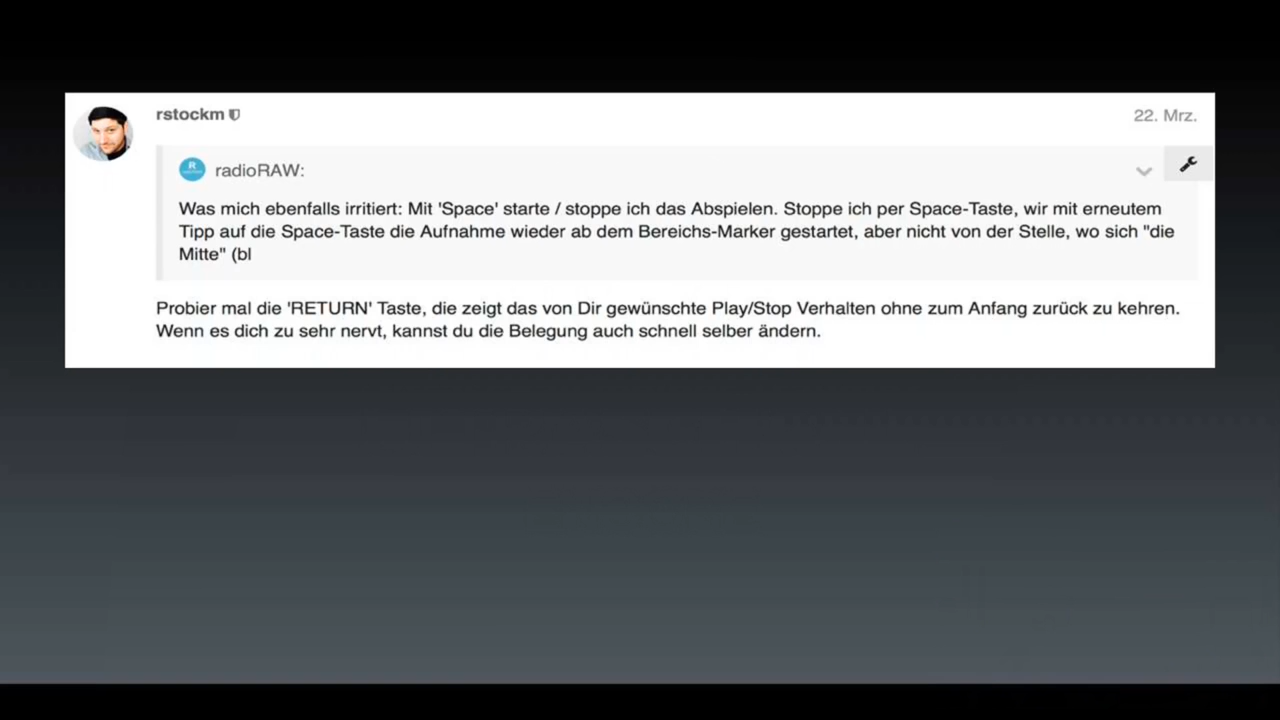 rstockm
22. Mrz.
radioRAW:
Was mich ebenfalls irritiert: Mit 'Space' starte / stoppe ich das Abspielen. Stoppe ich per Space-Taste, wir mit erneutem
Tipp auf die Space-Taste die Aufnahme wieder ab dem Bereichs-Marker gestartet, aber nicht von der Stelle, wo sich "die
Mitte" (bl
Probier mal die 'RETURN' Taste, die zeigt das von Dir gewünschte Play/Stop Verhalten ohne zum Anfang zurück zu kehren.
Wenn es dich zu sehr nervt, kannst du die Belegung auch schnell selber ändern.